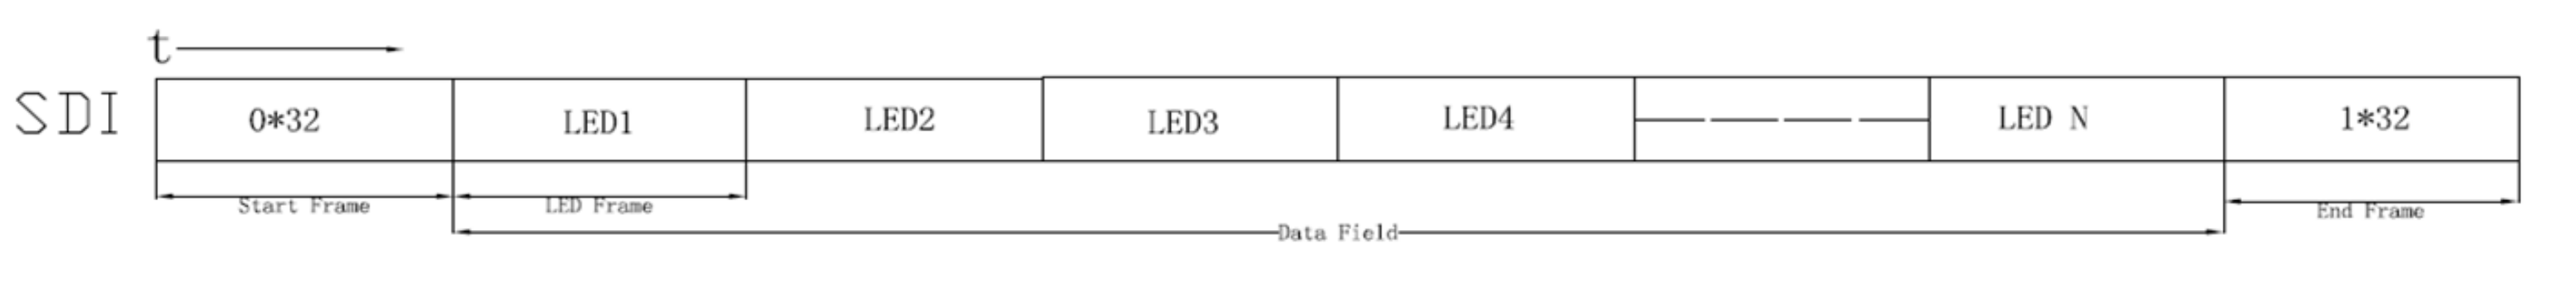 t
SDI
0*32 LED1 LED2 LED3 LED4 LED N 1*32
Start Frame LED Frame End Frame
Data Field